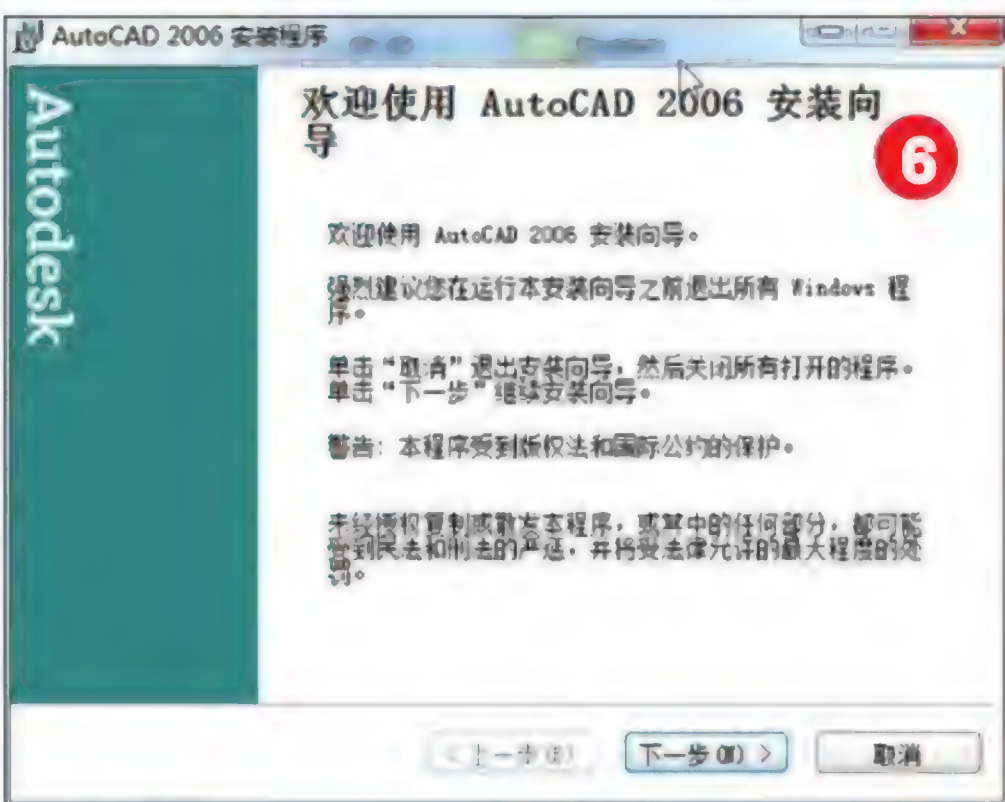 AutoCAD 2006 安装程序
Autodesk
欢迎使用 AutoCAD 2006 安装向
导
6
欢迎使用 AutoCAD 2006 安装向导。
强烈建议您在运行本安装向导之前退出所有 Windows 程
序。
单击“取消”退出安装向导，然后关闭所有打开的程序。
单击“下一步”继续安装向导。
警告: 本程序受到版权法和国际公约的保护。
未经授权复制或散发本程序，或其中的任何部分，都可能
受到民法和刑法的严惩，并将受法律允许的最大程度的处
罚。
<上一步(B)
下一步(N) >
取消